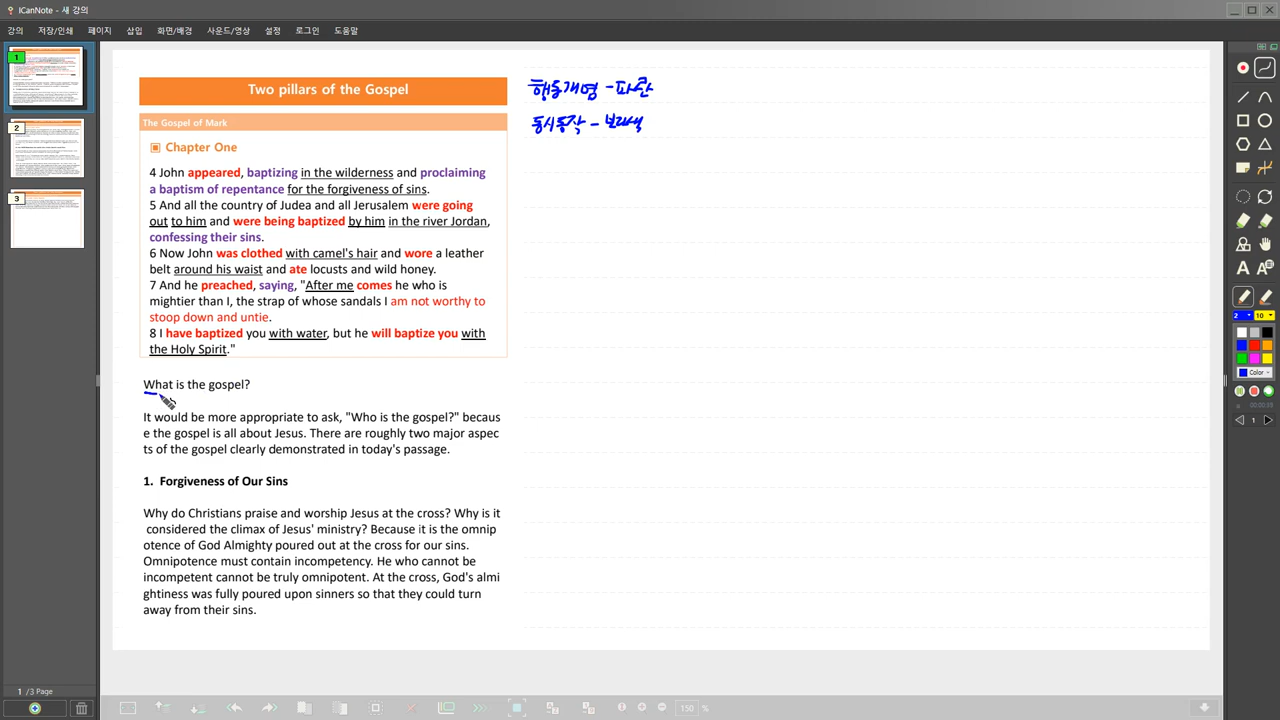 ICanNote - 새 강의
강의 저장/인쇄 페이지 삽입 화면/배경 사운드/영상 설정 로그인 도움말
1
2
3
Two pillars of the Gospel
The Gospel of Mark
Chapter One
4 John appeared, baptizing in the wilderness and proclaiming
a baptism of repentance for the forgiveness of sins.
5 And all the country of Judea and all Jerusalem were going
out to him and were being baptized by him in the river Jordan,
confessing their sins.
6 Now John was clothed with camel's hair and wore a leather
belt around his waist and ate locusts and wild honey.
7 And he preached, saying, "After me comes he who is
mightier than I, the strap of whose sandals I am not worthy to
stoop down and untie.
8 I have baptized you with water, but he will baptize you with
the Holy Spirit."
What is the gospel?
It would be more appropriate to ask, "Who is the gospel?" becaus
e the gospel is all about Jesus. There are roughly two major aspec
ts of the gospel clearly demonstrated in today's passage.
1. Forgiveness of Our Sins
Why do Christians praise and worship Jesus at the cross? Why is it
considered the climax of Jesus' ministry? Because it is the omnip
otence of God Almighty poured out at the cross for our sins.
Omnipotence must contain incompetency. He who cannot be
incompetent cannot be truly omnipotent. At the cross, God's almi
ghtiness was fully poured upon sinners so that they could turn
away from their sins.
동시동작 - 보라색
2 10
Color
00:00:33
1
1 /3 Page
150 %